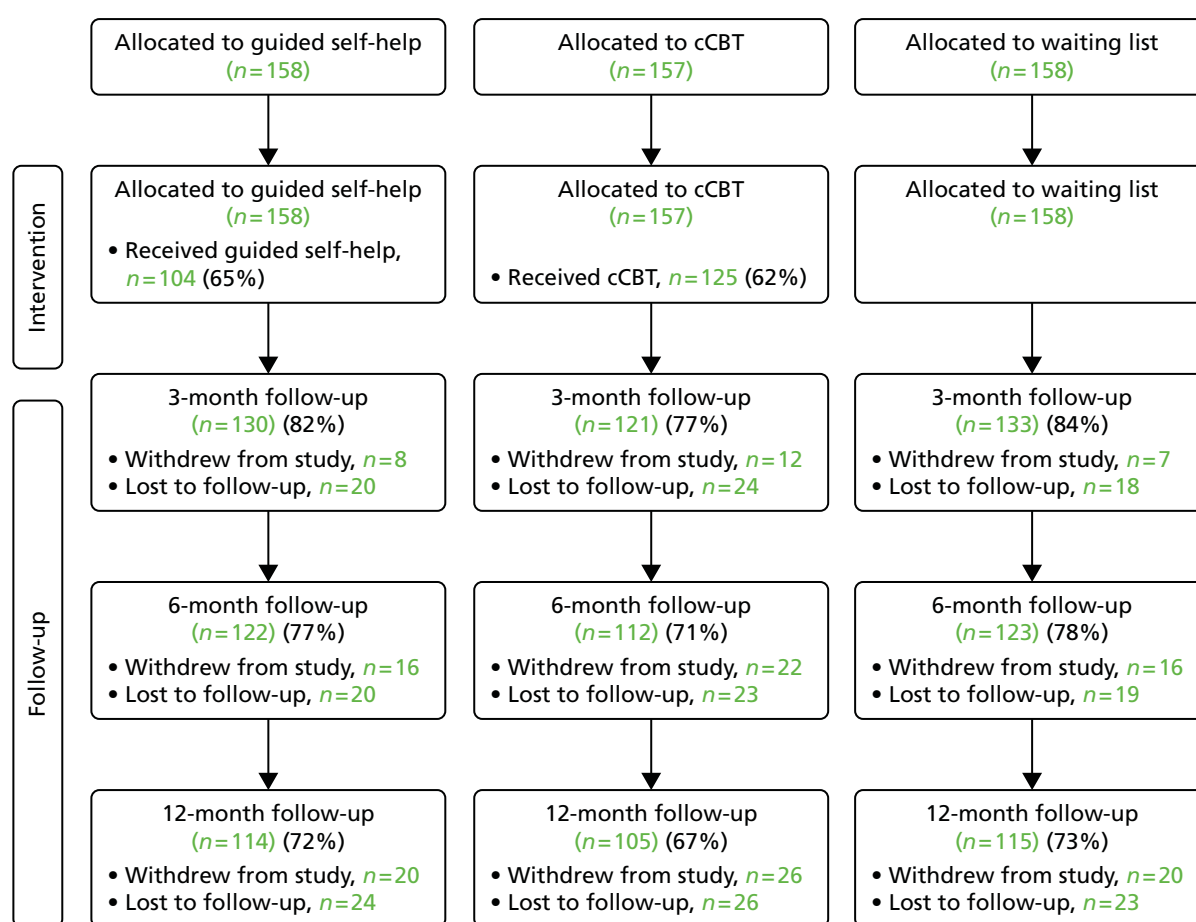 Allocated to guided self-help
(n=158)
Allocated to cCBT
(n=157)
Allocated to waiting list
(n=158)
Intervention
Allocated to guided self-help
(n=158)
• Received guided self-help,
n=104 (65%)
Allocated to cCBT
(n=157)
• Received cCBT, n=125 (62%)
Allocated to waiting list
(n=158)
Follow-up
3-month follow-up
(n=130) (82%)
• Withdrew from study, n=8
• Lost to follow-up, n=20
3-month follow-up
(n=121) (77%)
• Withdrew from study, n=12
• Lost to follow-up, n=24
3-month follow-up
(n=133) (84%)
• Withdrew from study, n=7
• Lost to follow-up, n=18
6-month follow-up
(n=122) (77%)
• Withdrew from study, n=16
• Lost to follow-up, n=20
6-month follow-up
(n=112) (71%)
• Withdrew from study, n=22
• Lost to follow-up, n=23
6-month follow-up
(n=123) (78%)
• Withdrew from study, n=16
• Lost to follow-up, n=19
12-month follow-up
(n=114) (72%)
• Withdrew from study, n=20
• Lost to follow-up, n=24
12-month follow-up
(n=105) (67%)
• Withdrew from study, n=26
• Lost to follow-up, n=26
12-month follow-up
(n=115) (73%)
• Withdrew from study, n=20
• Lost to follow-up, n=23